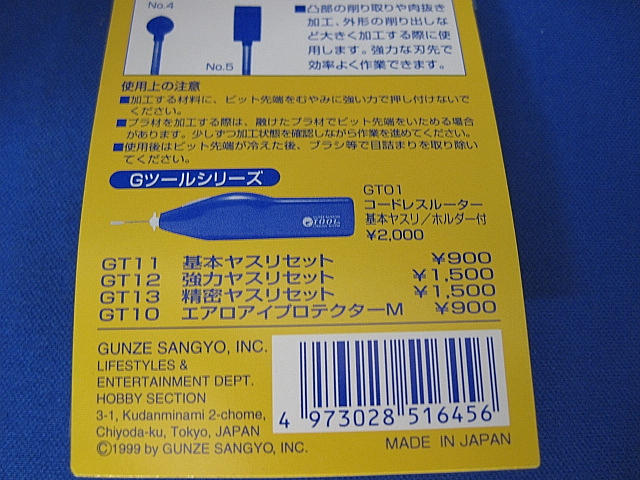 No.4
No.5
■凸部の削り取りや肉抜き
加工、外形の削り出しな
ど大きく加工する際に使
用します。強力な刃先で
効率よく作業できます。
使用上の注意
■加工する材料に、ビット先端をむやみに強い力で押し付けないで
ください。
■プラ材を加工する際は、融けたプラ材でビット先端をいためる場合
があります。少しずつ加工状態を確認しながら作業を進めてください。
■使用後はビット先端が冷えた後、ブラシ等で目詰まりを取り除い
てください。
Gツールシリーズ
GTOOL
GT01
コードレスルーター
基本ヤスリ/ホルダー付
¥2,000
GT11 基本ヤスリセット ¥900
GT12 強力ヤスリセット ¥1,500
GT13 精密ヤスリセット ¥1,500
GT10 エアロアイプロテクターM ¥900
GUNZE SANGYO, INC.
LIFESTYLES &
ENTERTAINMENT DEPT.
HOBBY SECTION
3-1, Kudanminami 2-chome,
Chiyoda-ku, Tokyo, JAPAN
©1999 by GUNZE SANGYO, INC.
4 973028 516456
MADE IN JAPAN